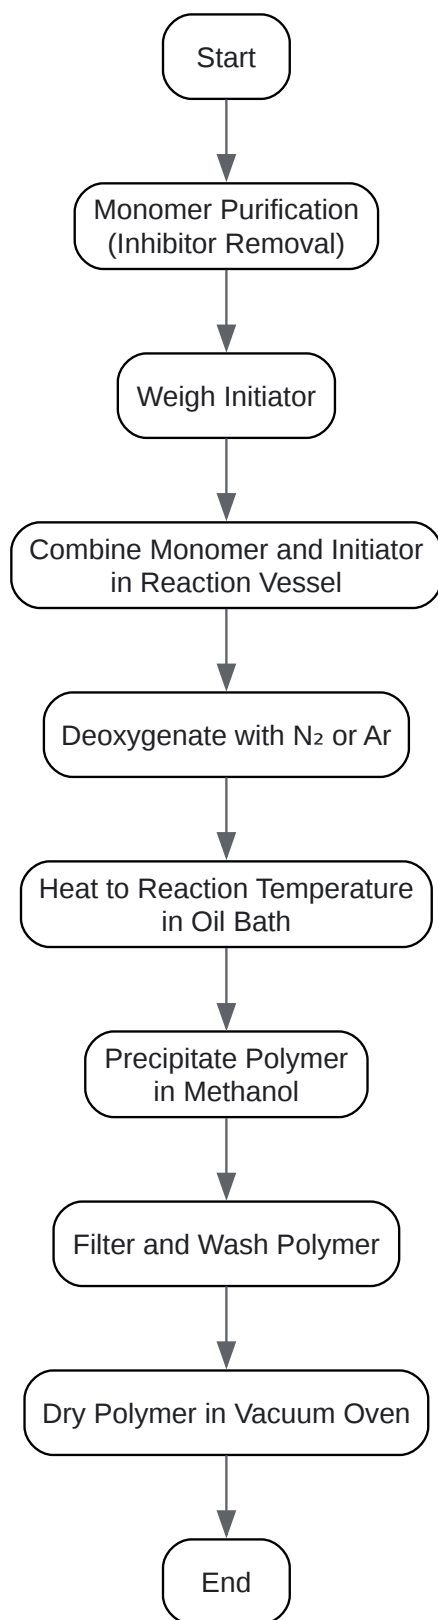 Start
Monomer Purification
(Inhibitor Removal)
Weigh Initiator
Combine Monomer and Initiator
in Reaction Vessel
Deoxygenate with N₂ or Ar
Heat to Reaction Temperature
in Oil Bath
Precipitate Polymer
in Methanol
Filter and Wash Polymer
Dry Polymer in Vacuum Oven
End